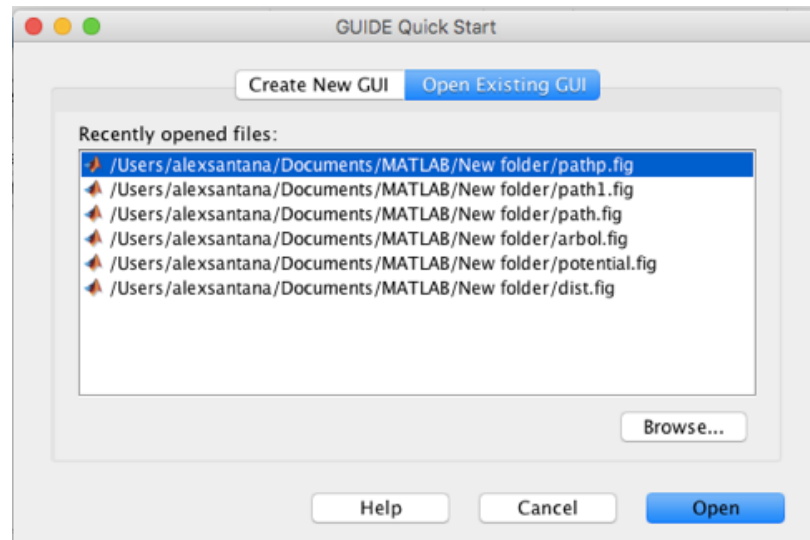 GUIDE Quick Start
Create New GUI Open Existing GUI
Recently opened files:
/Users/alexsantana/Documents/MATLAB/New folder/pathp.fig
/Users/alexsantana/Documents/MATLAB/New folder/path1.fig
/Users/alexsantana/Documents/MATLAB/New folder/path.fig
/Users/alexsantana/Documents/MATLAB/New folder/arbol.fig
/Users/alexsantana/Documents/MATLAB/New folder/potential.fig
/Users/alexsantana/Documents/MATLAB/New folder/dist.fig
Browse...
Help Cancel Open